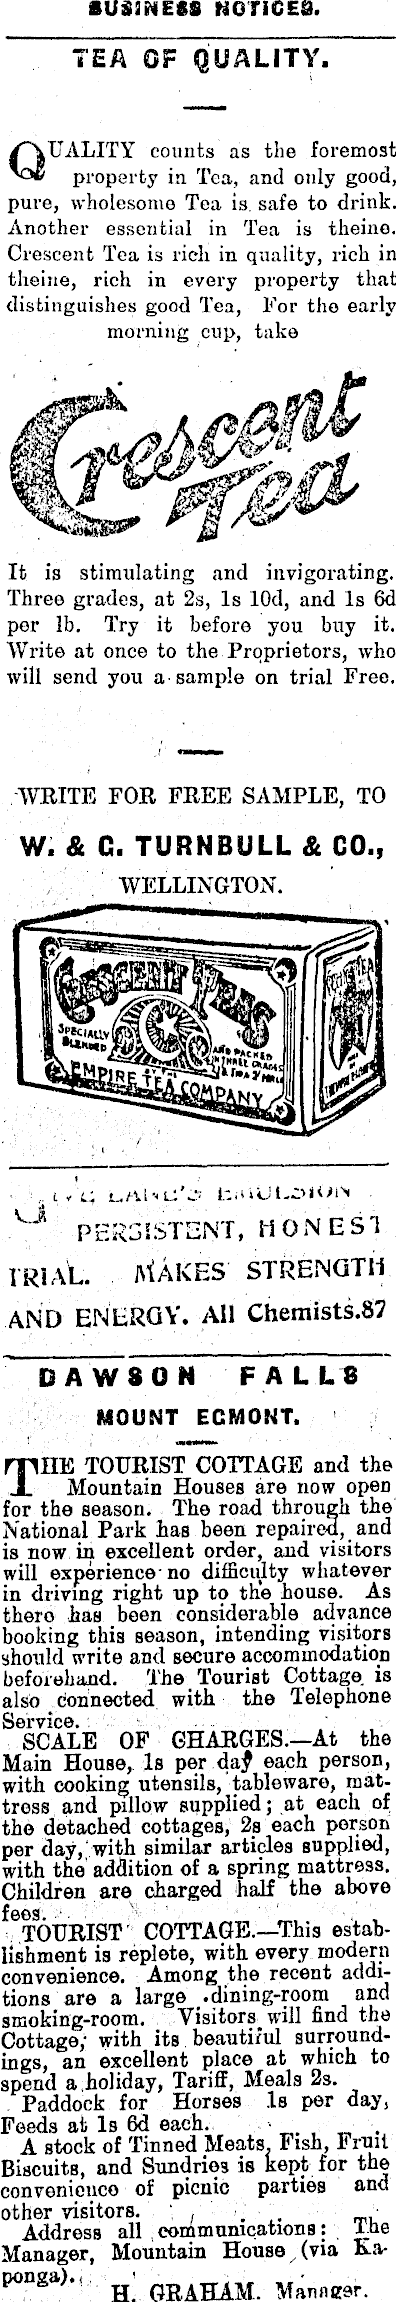 BUSINESS NOTICES.
TEA OF QUALITY.
QUALITY counts as the foremost
property in Tea, and only good,
pure, wholesome Tea is safe to drink.
Another essential in Tea is theine.
Crescent Tea is rich in quality, rich in
theine, rich in every property that
distinguishes good Tea, For the early
morning cup, take
Crescent
Tea
It is stimulating and invigorating.
Three grades, at 2s, 1s 10d, and 1s 6d
per lb. Try it before you buy it.
Write at once to the Proprietors, who
will send you a sample on trial Free.
WRITE FOR FREE SAMPLE, TO
W. & G. TURNBULL & CO.,
WELLINGTON.
CRESCENT TEAS
SPECIALLY
BLENDED
AND PACKED
IN THREE GRADES
BY THE
EMPIRE TEA COMPANY
LANE'S EMULSION
PERSISTENT, HONEST
TRIAL. MAKES STRENGTH
AND ENERGY. All Chemists.87
DAWSON FALLS
MOUNT EGMONT.
THE TOURIST COTTAGE and the
Mountain Houses are now open
for the season. The road through the
National Park has been repaired, and
is now in excellent order, and visitors
will experience no difficulty whatever
in driving right up to the house. As
there has been considerable advance
booking this season, intending visitors
should write and secure accommodation
beforehand. The Tourist Cottage is
also connected with the Telephone
Service.
SCALE OF CHARGES.—At the
Main House, 1s per day each person,
with cooking utensils, tableware, mat-
tress and pillow supplied; at each of
the detached cottages, 2s each person
per day, with similar articles supplied,
with the addition of a spring mattress.
Children are charged half the above
fees.
TOURIST COTTAGE.—This estab-
lishment is replete, with every modern
convenience. Among the recent addi-
tions are a large dining-room and
smoking-room. Visitors will find the
Cottage, with its beautiful surround-
ings, an excellent place at which to
spend a holiday, Tariff, Meals 2s.
Paddock for Horses 1s per day,
Feeds at 1s 6d each.
A stock of Tinned Meats, Fish, Fruit
Biscuits, and Sundries is kept for the
convenience of picnic parties and
other visitors.
Address all communications: The
Manager, Mountain House (via Ka-
ponga).
H. GRAHAM. Manager.